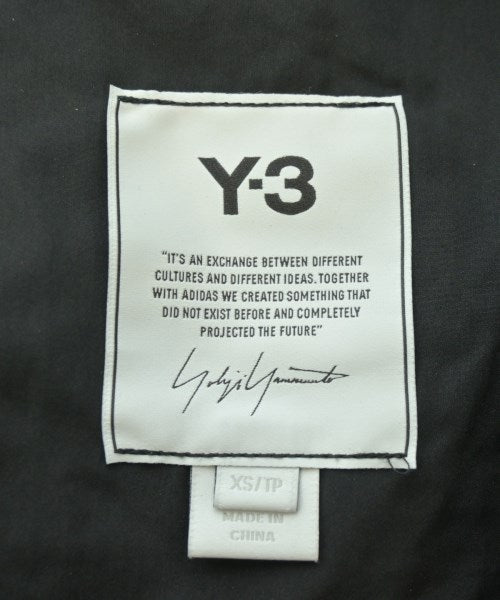 Y-3
"IT'S AN EXCHANGE BETWEEN DIFFERENT
CULTURES AND DIFFERENT IDEAS. TOGETHER
WITH ADIDAS WE CREATED SOMETHING THAT
DID NOT EXIST BEFORE AND COMPLETELY
PROJECTED THE FUTURE"
Yohji Yamamoto
XS/TP
MADE IN
CHINA